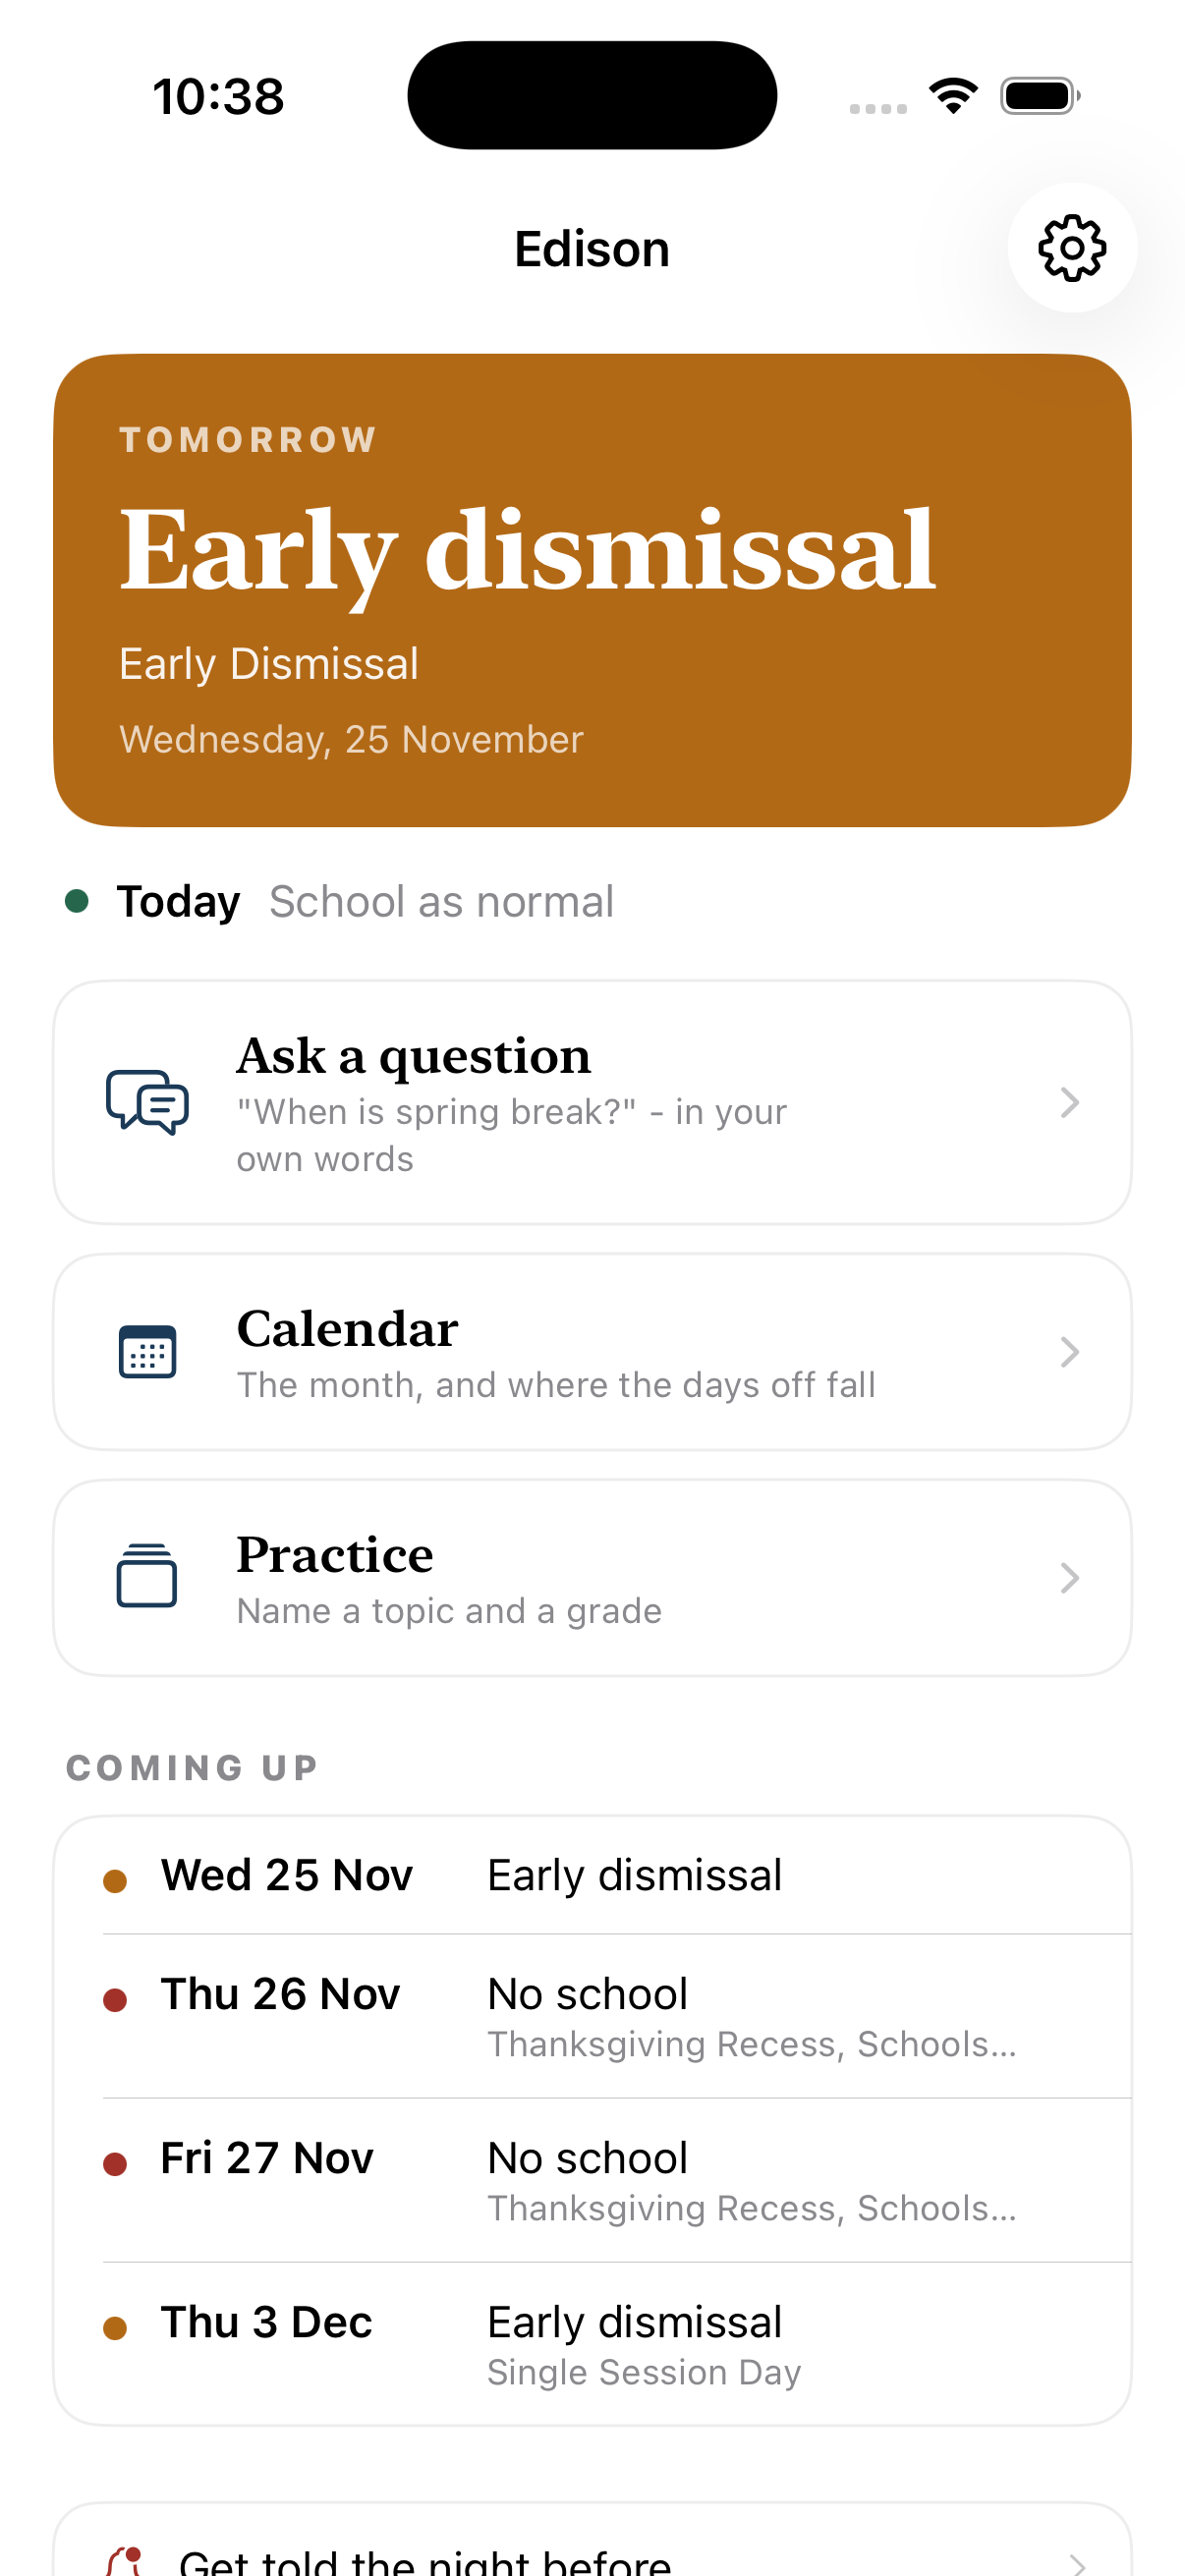 10:38
Edison
TOMORROW
Early dismissal
Early Dismissal
Wednesday, 25 November
Today School as normal
Ask a question
"When is spring break?" - in your
own words
Calendar
The month, and where the days off fall
Practice
Name a topic and a grade
COMING UP
Wed 25 Nov Early dismissal
Thu 26 Nov No school
Thanksgiving Recess, Schools...
Fri 27 Nov No school
Thanksgiving Recess, Schools...
Thu 3 Dec Early dismissal
Single Session Day
Get told the night before